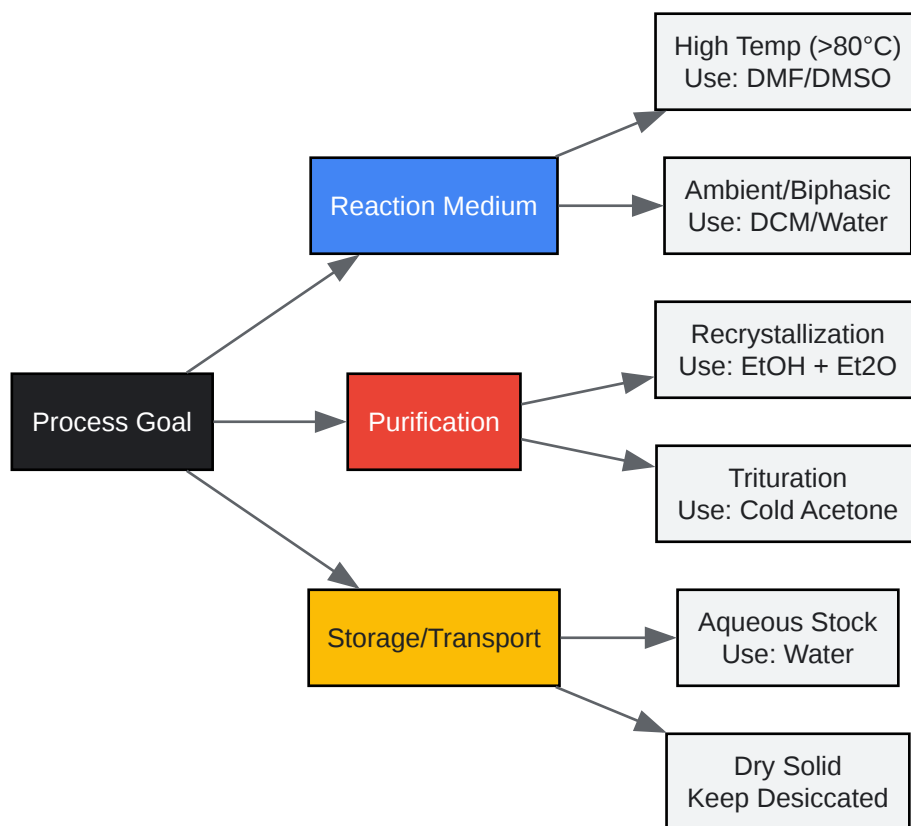 High Temp (>80°C)
Use: DMF/DMSO
Reaction Medium
Ambient/Biphasic
Use: DCM/Water
Recrystallization
Use: EtOH + Et2O
Process Goal
Purification
Trituration
Use: Cold Acetone
Storage/Transport
Aqueous Stock
Use: Water
Dry Solid
Keep Desiccated